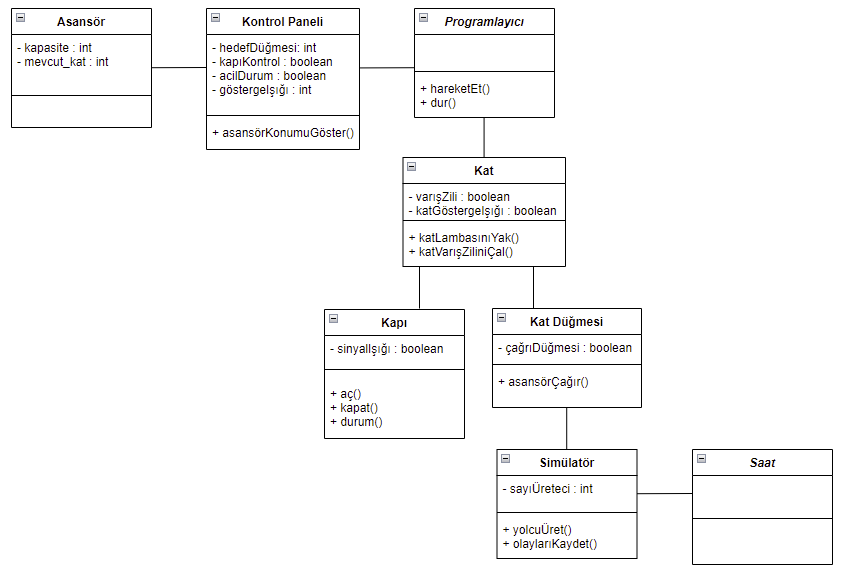 Asansör
- kapasite : int
- mevcut_kat : int
Kontrol Paneli
- hedefDüğmesi: int
- kapıKontrol : boolean
- acilDurum : boolean
- göstergeIşığı : int
+ asansörKonumuGöster()
Programlayıcı
+ hareketEt()
+ dur()
Kat
- varışZili : boolean
- katGöstergeIşığı : boolean
+ katLambasınıYak()
+ katVarışZiliniÇal()
Kapı
- sinyalIşığı : boolean
+ aç()
+ kapat()
+ durum()
Kat Düğmesi
- çağrıDüğmesi : boolean
+ asansörÇağır()
Simülatör
- sayıÜreteci : int
+ yolcuÜret()
+ olaylarıKaydet()
Saat